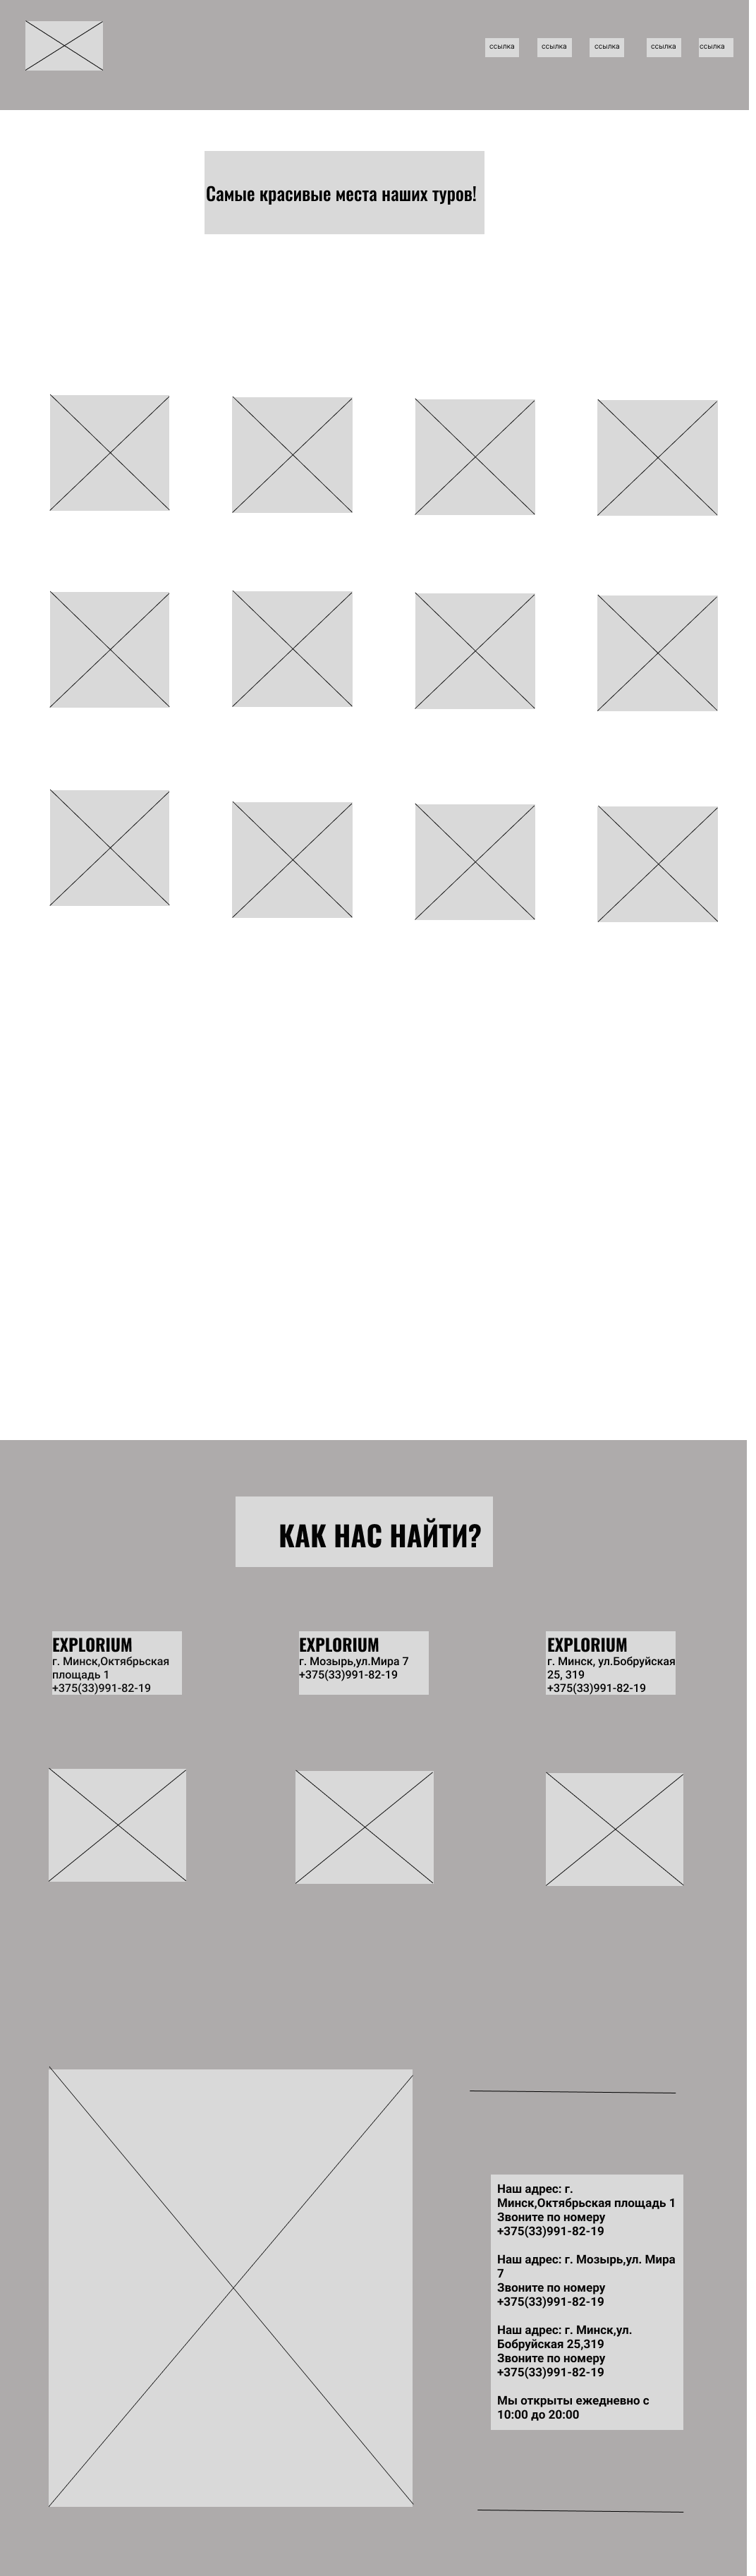 ссылка ссылка ссылка ссылка ссылка
Самые красивые места наших туров!
КАК НАС НАЙТИ?
EXPLORIUM
г. Минск,Октябрьская
площадь 1
+375(33)991-82-19
EXPLORIUM
г. Мозырь,ул.Мира 7
+375(33)991-82-19
EXPLORIUM
г. Минск, ул.Бобруйская
25, 319
+375(33)991-82-19
Наш адрес: г.
Минск,Октябрьская площадь 1
Звоните по номеру
+375(33)991-82-19
Наш адрес: г. Мозырь,ул. Мира
7
Звоните по номеру
+375(33)991-82-19
Наш адрес: г. Минск,ул.
Бобруйская 25,319
Звоните по номеру
+375(33)991-82-19
Мы открыты ежедневно с
10:00 до 20:00